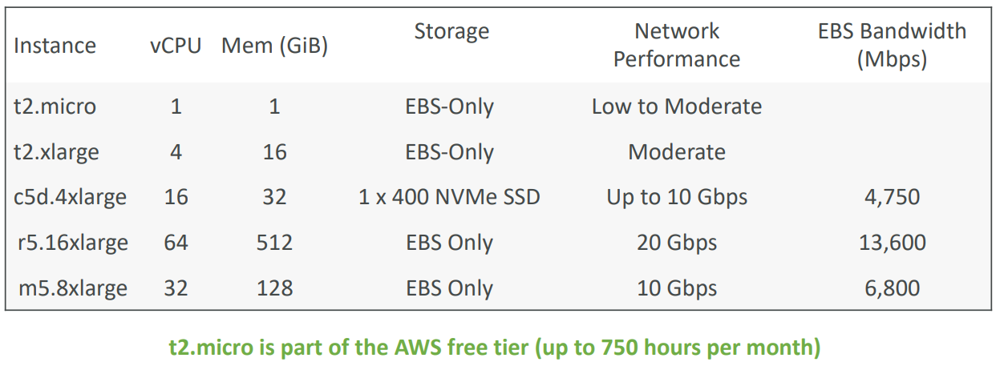 Instance vCPU Mem (GiB) Storage Network Performance EBS Bandwidth (Mbps)
t2.micro 1 1 EBS-Only Low to Moderate
t2.xlarge 4 16 EBS-Only Moderate
c5d.4xlarge 16 32 1 x 400 NVMe SSD Up to 10 Gbps 4,750
r5.16xlarge 64 512 EBS Only 20 Gbps 13,600
m5.8xlarge 32 128 EBS Only 10 Gbps 6,800
t2.micro is part of the AWS free tier (up to 750 hours per month)